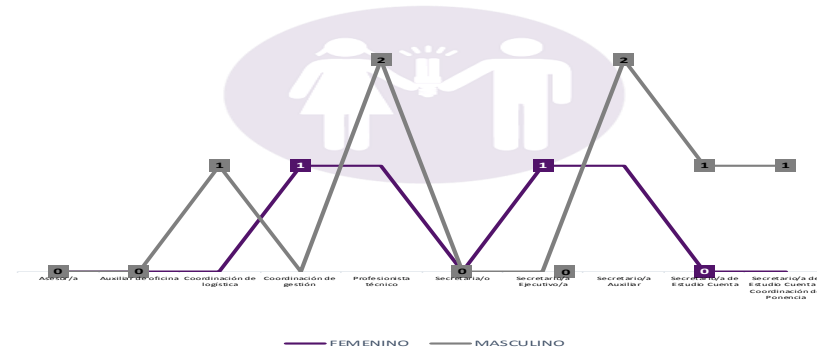 2 2
1 1 1 1 1
0 0 0 0 0
Asesor/a Auxiliar de oficina Coordinación de Coordinación de Profesionista Secretaria/o Secretario/a Secretario/a Secretario/a de Secretario/a de
logística gestión técnico Ejecutivo/a Auxiliar Estudio Cuenta Estudio Cuenta
Coordinación de
Ponencia
FEMENINO MASCULINO